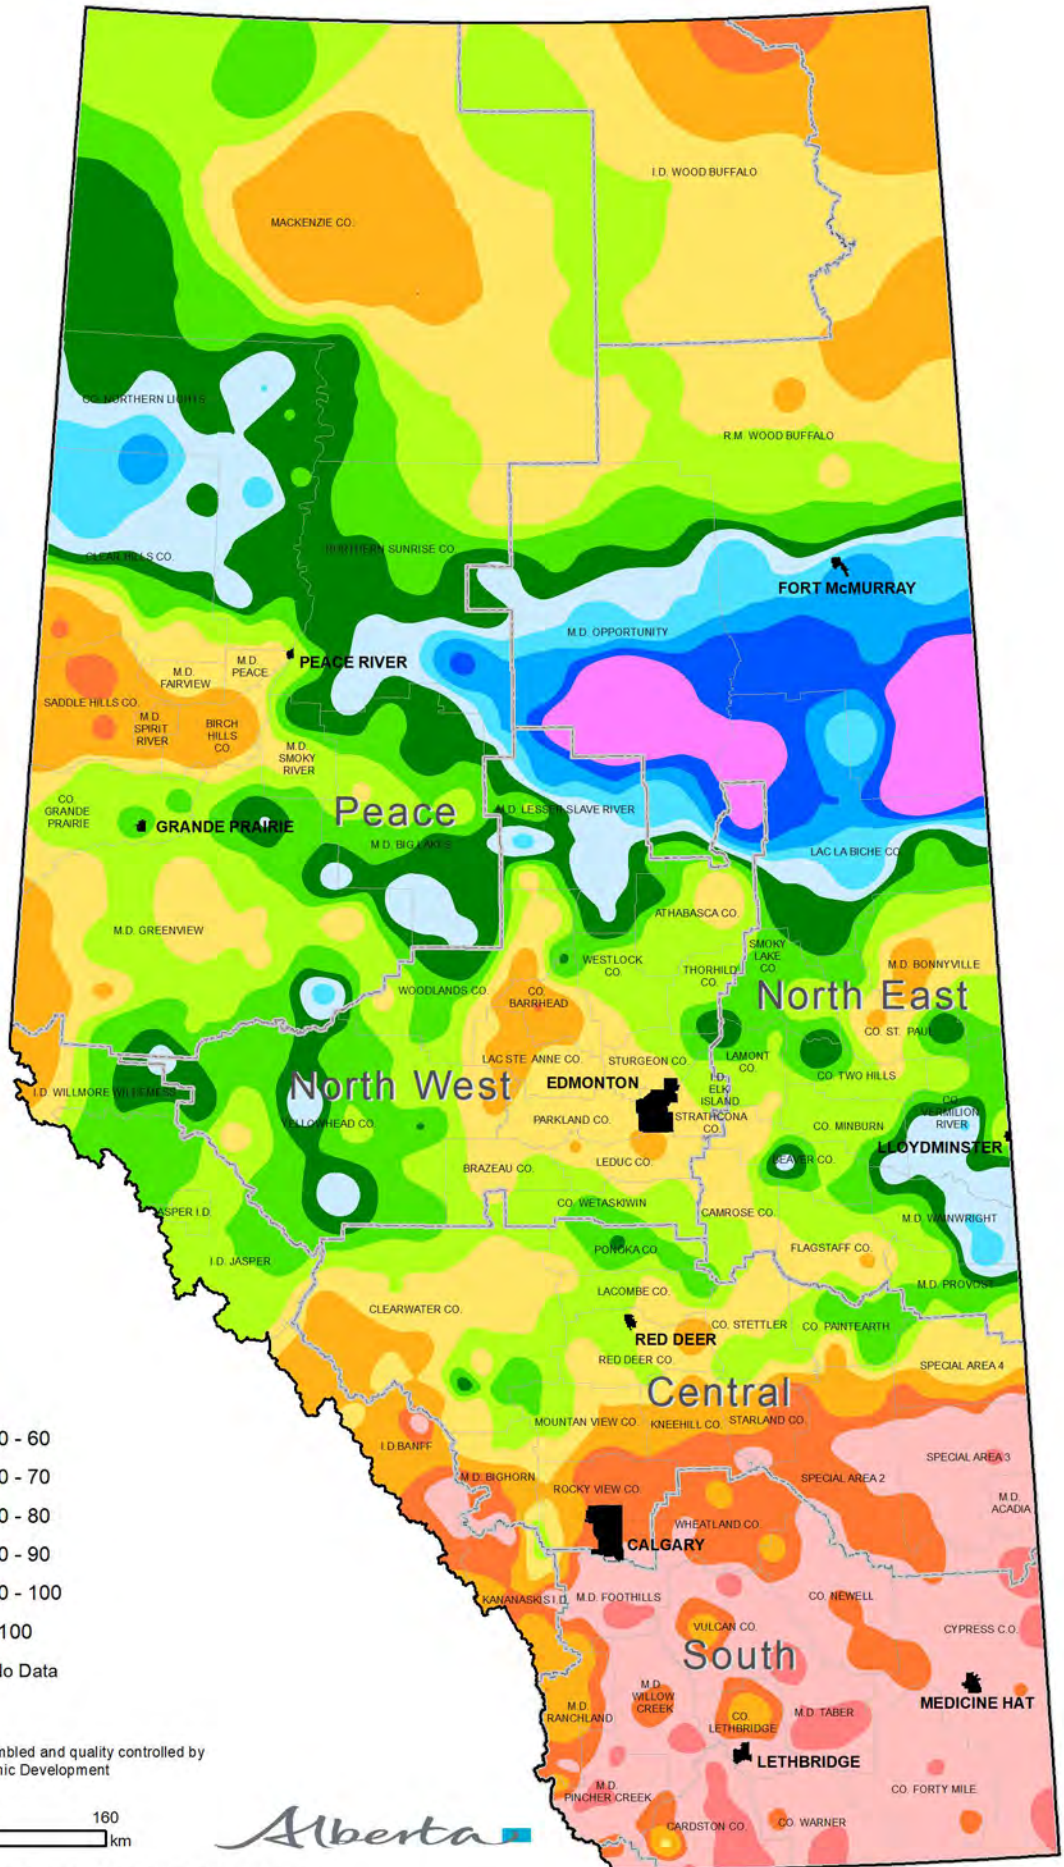 I.D. WOOD BUFFALO
MACKENZIE CO.
CO. NORTHERN LIGHTS
R.M. WOOD BUFFALO
CLEAR HILLS CO.
NORTHERN SUNRISE CO.
FORT McMURRAY
M.D. OPPORTUNITY
PEACE RIVER
M.D.
PEACE
M.D.
FAIRVIEW
SADDLE HILLS CO.
M.D.
SPIRIT
RIVER
BIRCH
HILLS
CO.
M.D.
SMOKY
RIVER
CO.
GRANDE
PRAIRIE
GRANDE PRAIRIE
Peace
M.D. LESSER SLAVE RIVER
M.D. BIG LAKES
LAC LA BICHE CO.
ATHABASCA CO.
M.D. GREENVIEW
WESTLOCK
CO.
SMOKY
LAKE
CO.
THORHILD
CO.
M.D. BONNYVILLE
North East
WOODLANDS CO.
CO.
BARRHEAD
CO. ST. PAUL
LAC STE ANNE CO.
STURGEON CO.
LAMONT
CO.
CO. TWO HILLS
I.D. WILLMORE WILDERNESS
North West
EDMONTON
I.D.
ELK
ISLAND
STRATHCONA
CO.
CO.
VERMILION
RIVER
YELLOWHEAD CO.
PARKLAND CO.
CO. MINBURN
LLOYDMINSTER
BRAZEAU CO.
LEDUC CO.
BEAVER CO.
JASPER I.D.
CO. WETASKIWIN
CAMROSE CO.
M.D. WAINWRIGHT
I.D. JASPER
PONOKA CO.
FLAGSTAFF CO.
M.D. PROVOST
LACOMBE CO.
CLEARWATER CO.
RED DEER
CO. STETTLER
CO. PAINTEARTH
RED DEER CO.
SPECIAL AREA 4
Central
MOUNTAN VIEW CO.
KNEEHILL CO.
STARLAND CO.
I.D.BANFF
M.D. BIGHORN
ROCKY VIEW CO.
SPECIAL AREA 2
SPECIAL AREA 3
M.D.
ACADIA
WHEATLAND CO.
CALGARY
KANANASKIS I.D.
M.D. FOOTHILLS
CO. NEWELL
VULCAN CO.
CYPRESS CO.
South
M.D.
WILLOW
CREEK
M.D.
RANCHLAND
CO.
LETHBRIDGE
M.D. TABER
MEDICINE HAT
LETHBRIDGE
M.D.
PINCHER CREEK
CO. FORTY MILE
CARDSTON CO.
CO. WARNER
0 - 60
0 - 70
0 - 80
0 - 90
0 - 100
100
No Data
mbled and quality controlled by
mic Development
160
km
Alberta